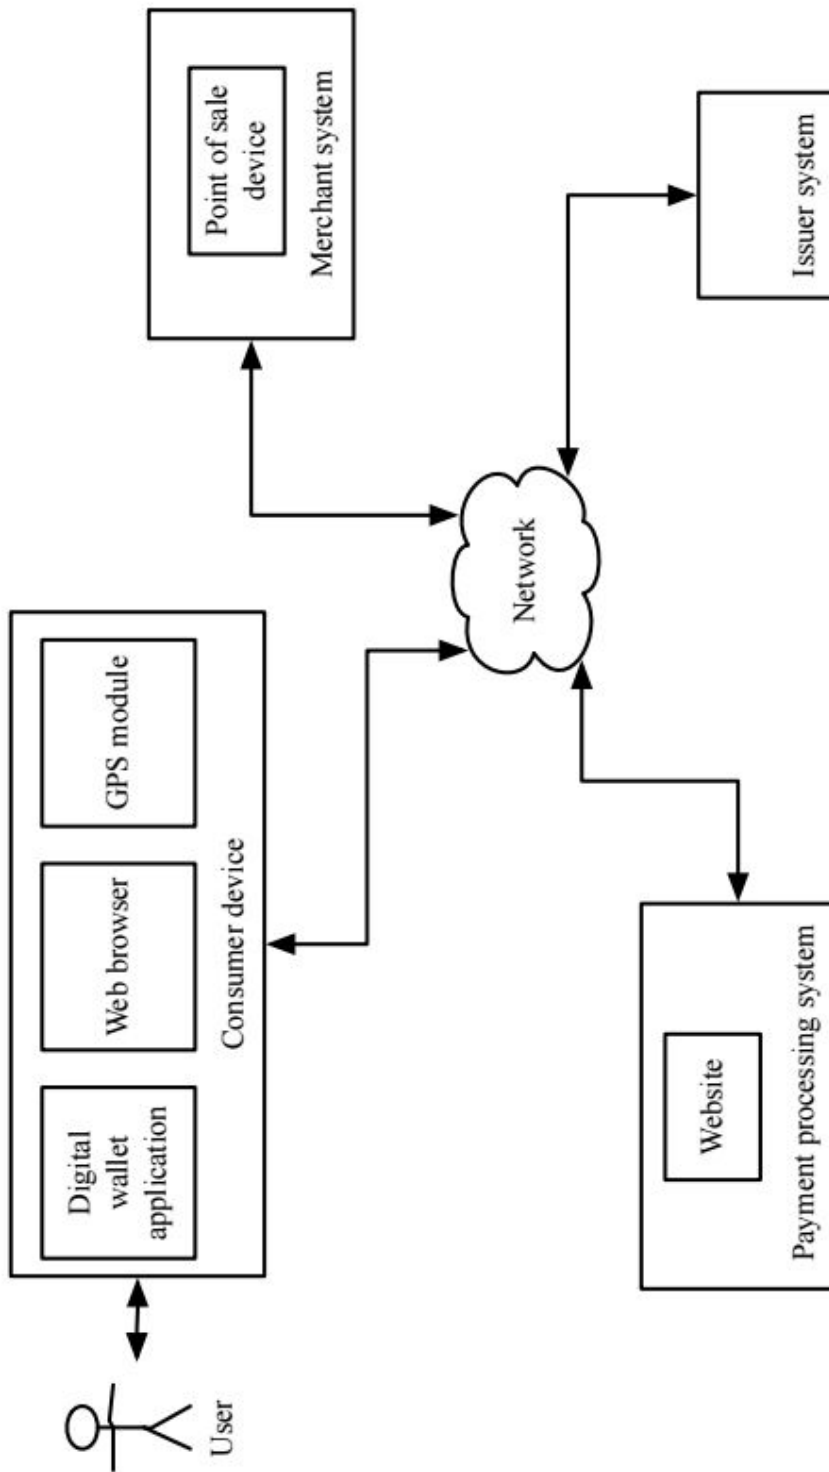 User
Digital
wallet
application
Web browser
GPS module
Consumer device
Point of sale
device
Merchant system
Network
Website
Payment processing system
Issuer system